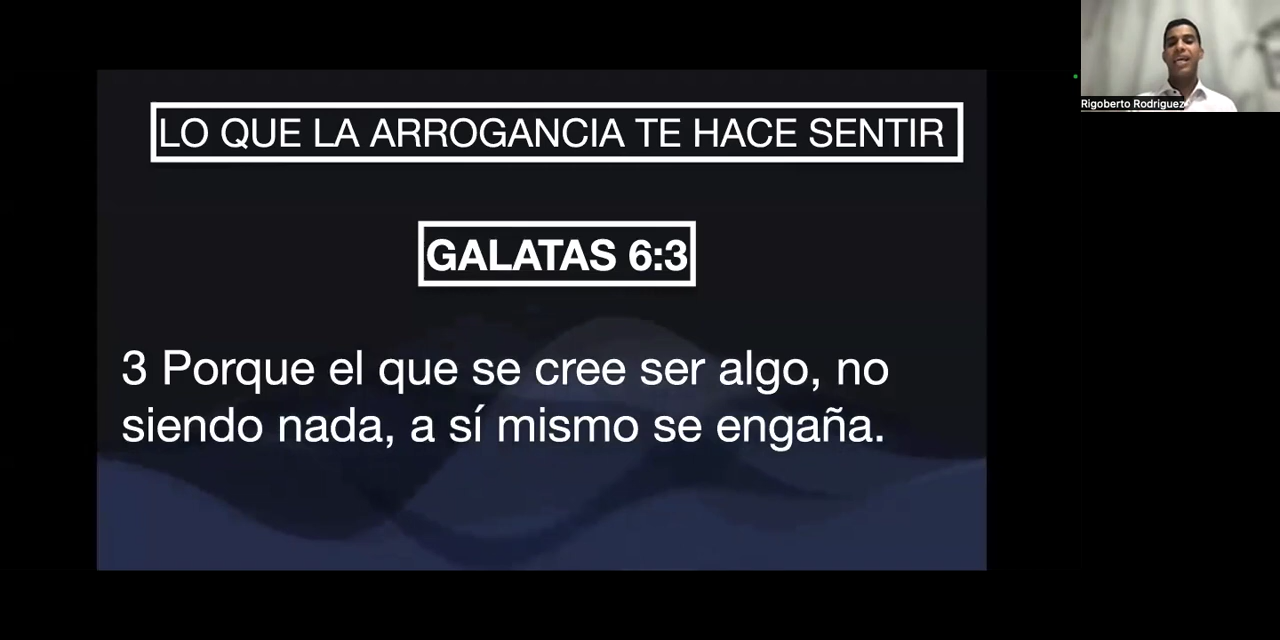 LO QUE LA ARROGANCIA TE HACE SENTIR
GALATAS 6:3
3 Porque el que se cree ser algo, no
siendo nada, a sí mismo se engaña.
Rigoberto Rodriguez